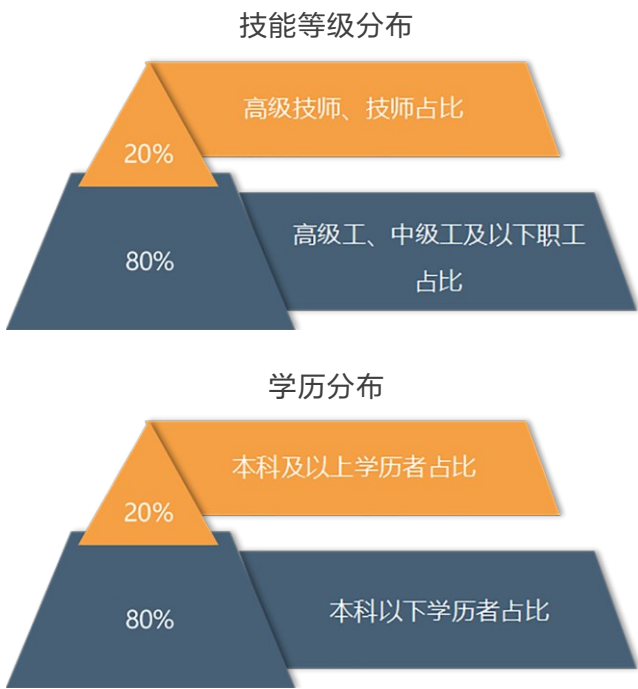 技能等级分布
高级技师、技师占比
20%
高级工、中级工及以下职工
占比
80%
学历分布
本科及以上学历者占比
20%
本科以下学历者占比
80%